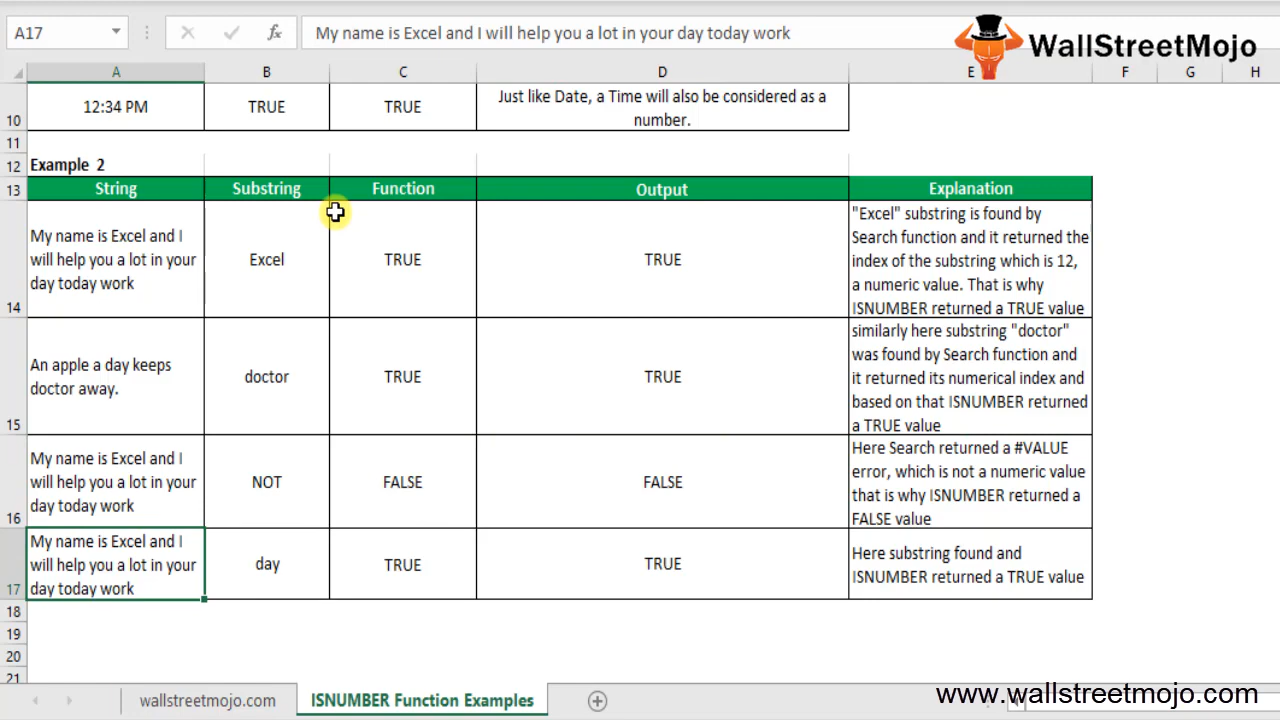 A17
fx
My name is Excel and I will help you a lot in your day today work
WallStreetMojo
A B C D E F G H
10
12:34 PM
TRUE
TRUE
Just like Date, a Time will also be considered as a
number.
11
12
Example 2
13
String
Substring
Function
Output
Explanation
14
My name is Excel and I
will help you a lot in your
day today work
Excel
TRUE
TRUE
"Excel" substring is found by
Search function and it returned the
index of the substring which is 12,
a numeric value. That is why
ISNUMBER returned a TRUE value
15
An apple a day keeps
doctor away.
doctor
TRUE
TRUE
similarly here substring "doctor"
was found by Search function and
it returned its numerical index and
based on that ISNUMBER returned
a TRUE value
16
My name is Excel and I
will help you a lot in your
day today work
NOT
FALSE
FALSE
Here Search returned a #VALUE
error, which is not a numeric value
that is why ISNUMBER returned a
FALSE value
17
My name is Excel and I
will help you a lot in your
day today work
day
TRUE
TRUE
Here substring found and
ISNUMBER returned a TRUE value
18
19
20
21
wallstreetmojo.com
ISNUMBER Function Examples
www.wallstreetmojo.com